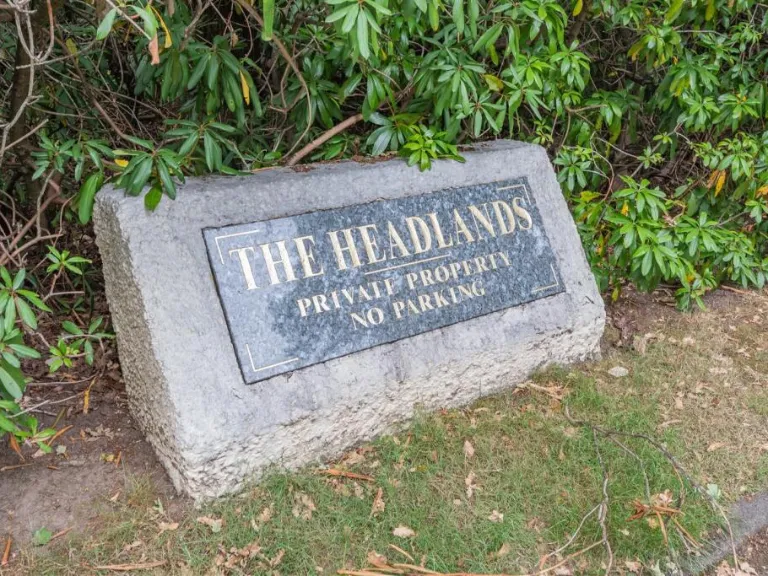 THE HEADLANDS
PRIVATE PROPERTY
NO PARKING